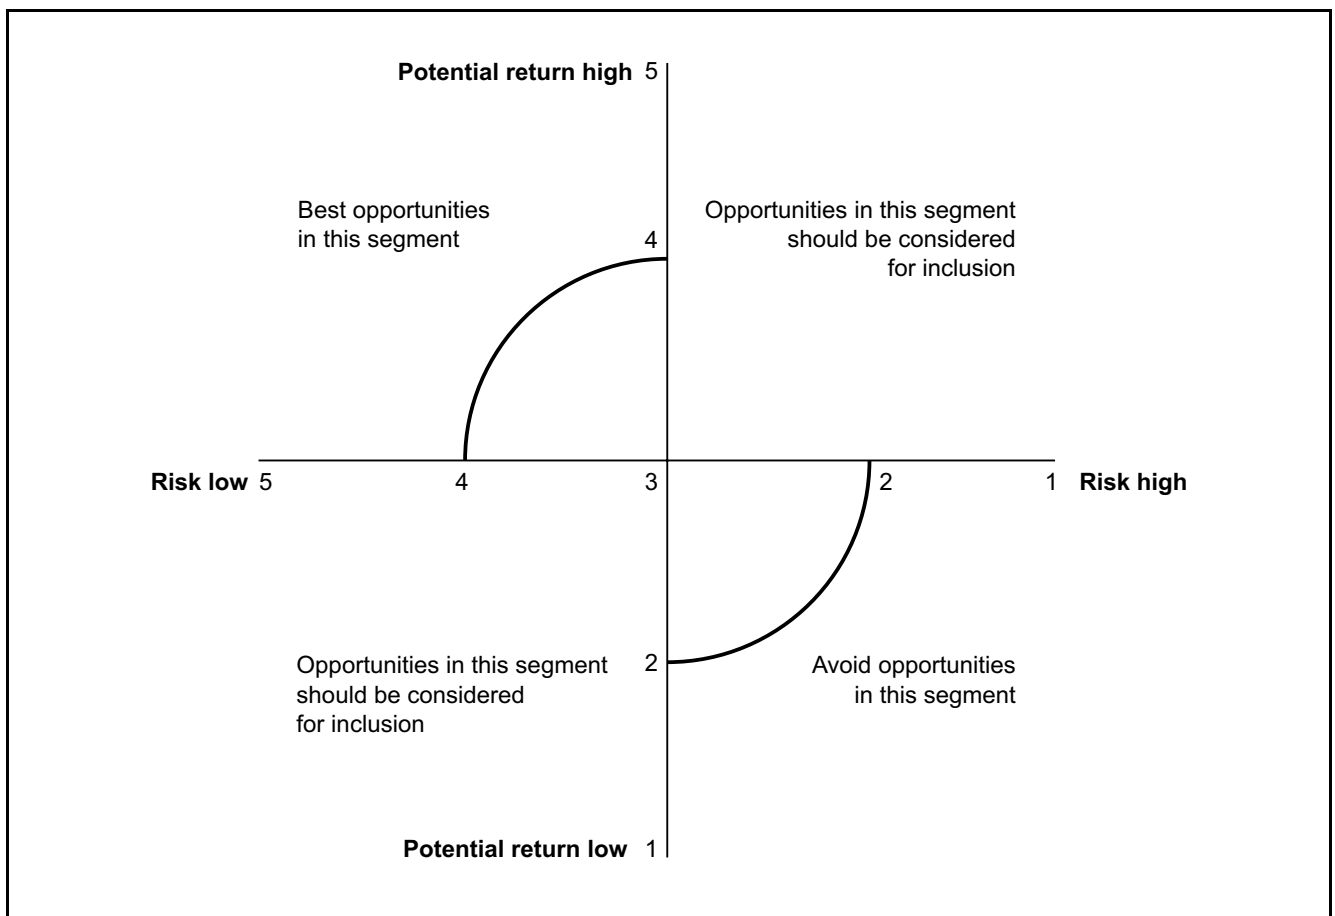 Potential return high 5
Best opportunities
in this segment
Opportunities in this segment
should be considered
for inclusion
4
Risk low 5
4
3
2
1 Risk high
Opportunities in this segment
should be considered
for inclusion
2
Avoid opportunities
in this segment
Potential return low 1